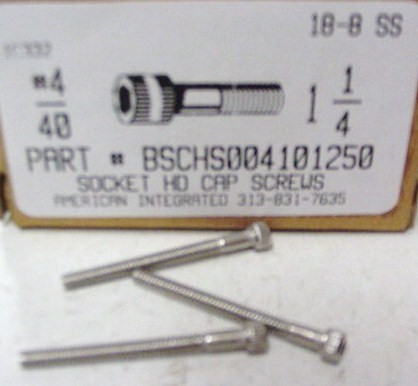 18-8 SS
#4
40
1 1/4
PART # BSCHS004101250
SOCKET HD CAP SCREWS
AMERICAN INTEGRATED 313-831-7635